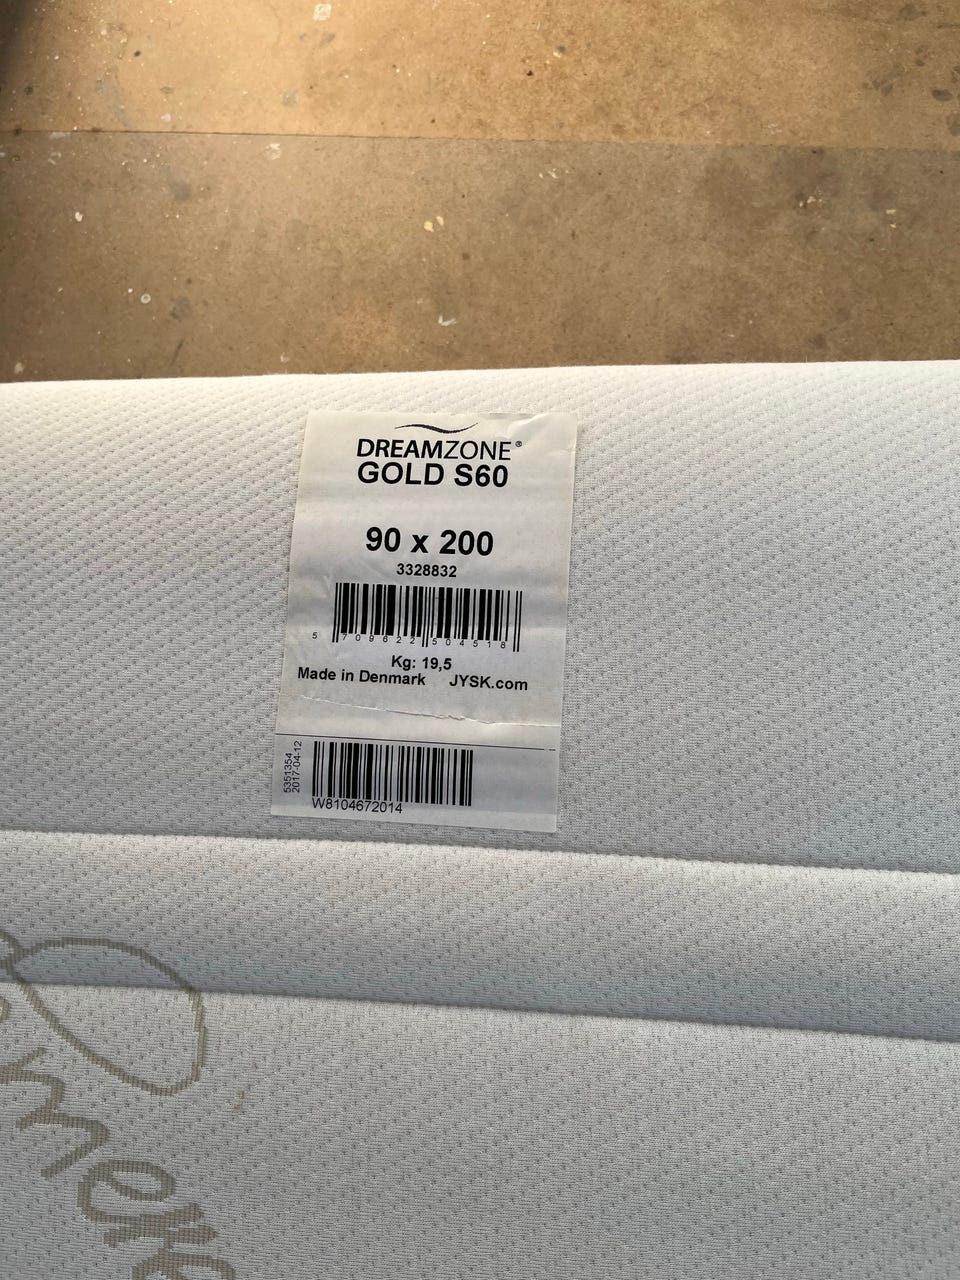 DREAMZONE®
GOLD S60
90 x 200
3328832
5 709622 504518
Kg: 19,5
Made in Denmark JYSK.com
5351354
2017-04-12
W8104672014